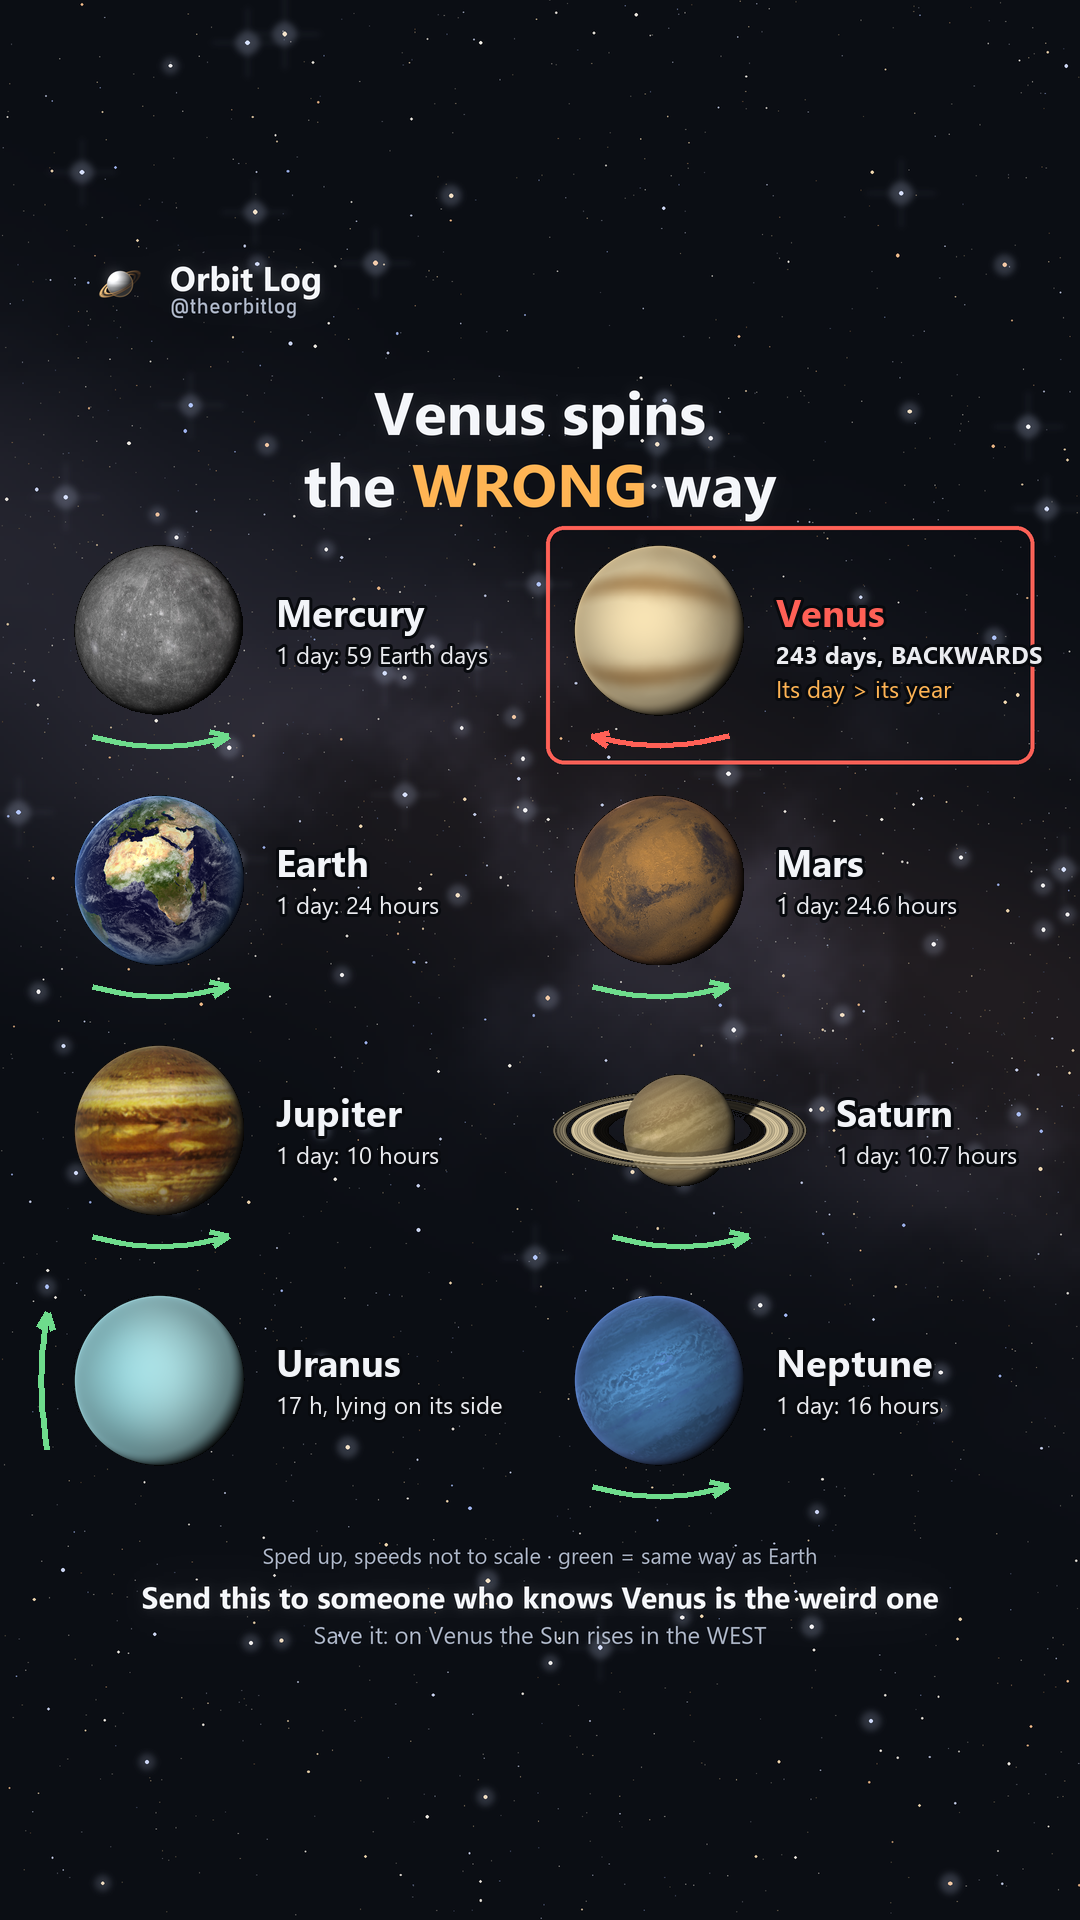 Orbit Log
@theorbitlog
Venus spins
the WRONG way
Mercury
1 day: 59 Earth days
Venus
243 days, BACKWARDS
Its day > its year
Earth
1 day: 24 hours
Mars
1 day: 24.6 hours
Jupiter
1 day: 10 hours
Saturn
1 day: 10.7 hours
Uranus
17 h, lying on its side
Neptune
1 day: 16 hours
Sped up, speeds not to scale · green = same way as Earth
Send this to someone who knows Venus is the weird one
Save it: on Venus the Sun rises in the WEST